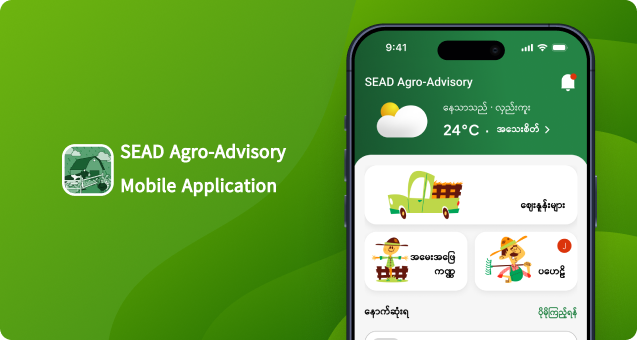 SEAD Agro-Advisory
Mobile Application
9:41
SEAD Agro-Advisory
နေသာသည် · လှည်းကူး
24°C · အသေးစိတ်
ဈေးနှုန်းများ
အမေးအဖြေ
ကဏ္ဍ
၂
ပဟေဠိ
နောက်ဆုံးရ
ပိုမိုကြည့်ရန်